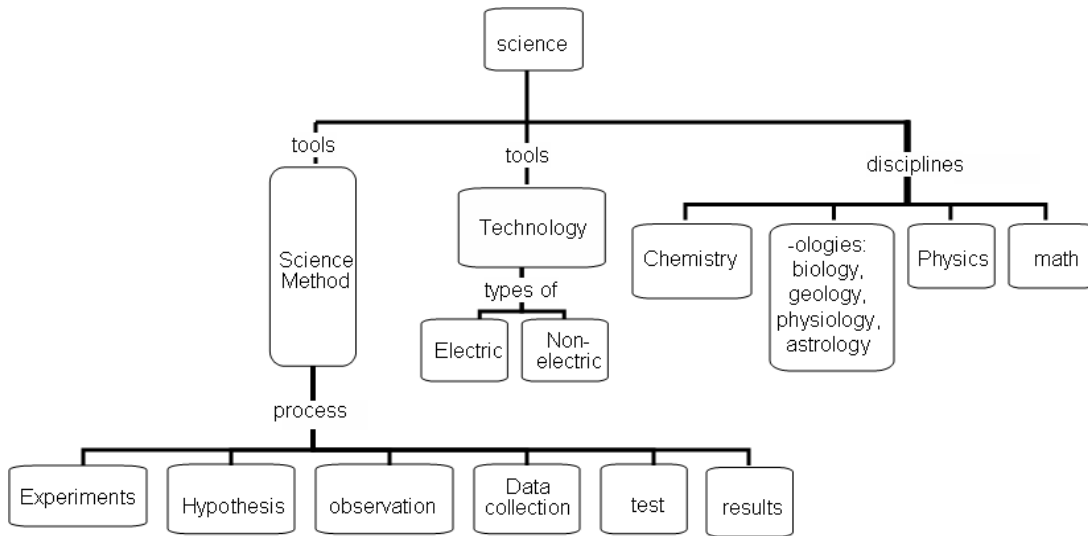 science
tools
tools
disciplines
Science
Method
Technology
Chemistry
-ologies:
biology,
geology,
physiology,
astrology
Physics
math
types of
Electric
Non-
electric
process
Experiments
Hypothesis
observation
Data
collection
test
results